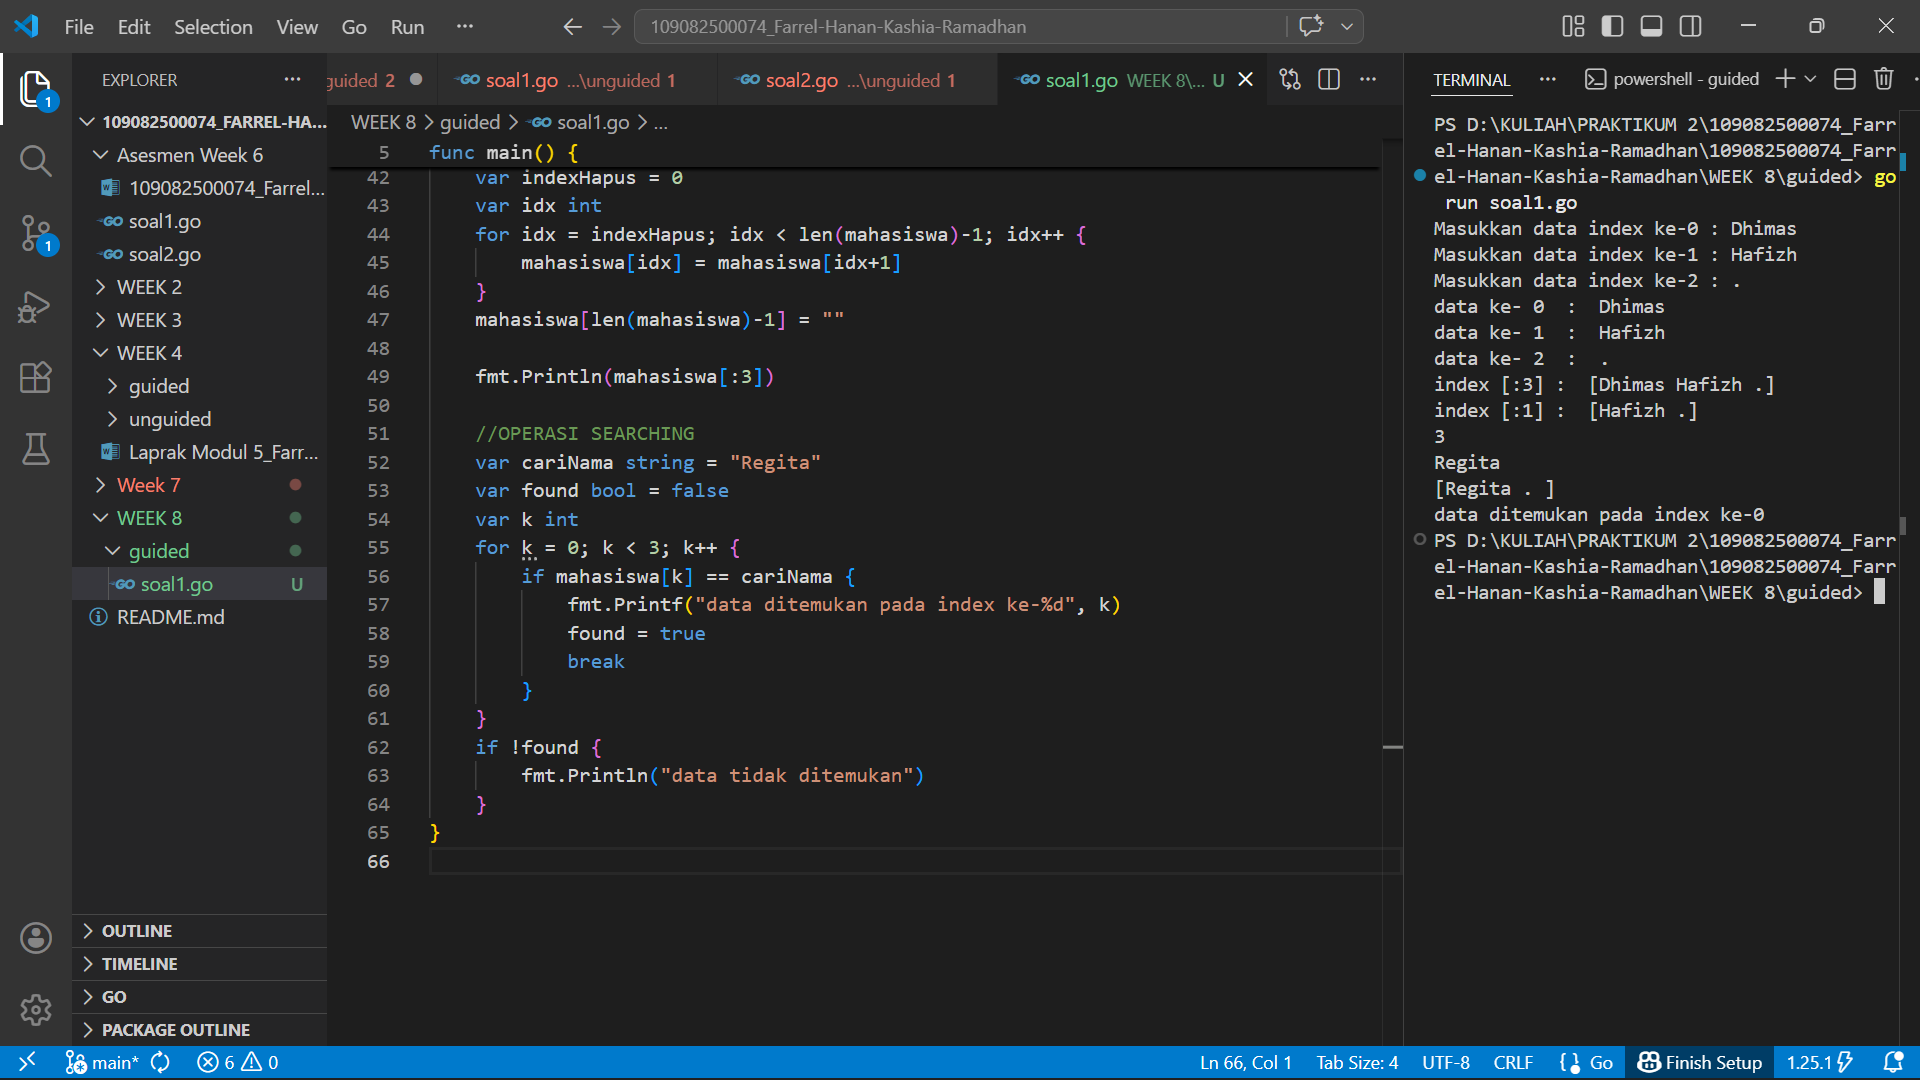 File Edit Selection View Go Run ...
109082500074_Farrel-Hanan-Kashia-Ramadhan
EXPLORER
109082500074_FARREL-HA...
Asesmen Week 6
109082500074_Farrel...
soal1.go
soal2.go
WEEK 2
WEEK 3
WEEK 4
guided
unguided
Laprak Modul 5_Farr...
Week 7
WEEK 8
guided
soal1.go U
README.md
OUTLINE
TIMELINE
GO
PACKAGE OUTLINE
1
1
guided 2
soal1.go ...\unguided 1
soal2.go ...\unguided 1
soal1.go WEEK 8\... U
WEEK 8 > guided > soal1.go > ...
5 func main() {
42 var indexHapus = 0
43 var idx int
44 for idx = indexHapus; idx < len(mahasiswa)-1; idx++ {
45 mahasiswa[idx] = mahasiswa[idx+1]
46 }
47 mahasiswa[len(mahasiswa)-1] = ""
48
49 fmt.Println(mahasiswa[:3])
50
51 //OPERASI SEARCHING
52 var cariNama string = "Regita"
53 var found bool = false
54 var k int
55 for k = 0; k < 3; k++ {
56 if mahasiswa[k] == cariNama {
57 fmt.Printf("data ditemukan pada index ke-%d", k)
58 found = true
59 break
60 }
61 }
62 if !found {
63 fmt.Println("data tidak ditemukan")
64 }
65 }
66
TERMINAL ... powershell - guided
PS D:\KULIAH\PRAKTIKUM 2\109082500074_Farr
el-Hanan-Kashia-Ramadhan\109082500074_Farr
el-Hanan-Kashia-Ramadhan\WEEK 8\guided> go
run soal1.go
Masukkan data index ke-0 : Dhimas
Masukkan data index ke-1 : Hafizh
Masukkan data index ke-2 : .
data ke- 0 : Dhimas
data ke- 1 : Hafizh
data ke- 2 : .
index [:3] : [Dhimas Hafizh .]
index [:1] : [Hafizh .]
3
Regita
[Regita . ]
data ditemukan pada index ke-0
PS D:\KULIAH\PRAKTIKUM 2\109082500074_Farr
el-Hanan-Kashia-Ramadhan\109082500074_Farr
el-Hanan-Kashia-Ramadhan\WEEK 8\guided>
main* 6 0 Ln 66, Col 1 Tab Size: 4 UTF-8 CRLF {} Go Finish Setup 1.25.1